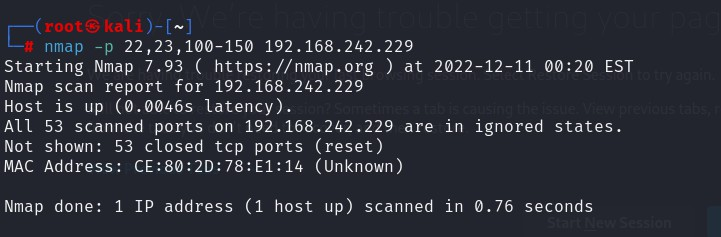 (root㉿kali)-[~]
# nmap -p 22,23,100-150 192.168.242.229
Starting Nmap 7.93 ( https://nmap.org ) at 2022-12-11 00:20 EST
Nmap scan report for 192.168.242.229
Host is up (0.0046s latency).
All 53 scanned ports on 192.168.242.229 are in ignored states.
Not shown: 53 closed tcp ports (reset)
MAC Address: CE:80:2D:78:E1:14 (Unknown)
Nmap done: 1 IP address (1 host up) scanned in 0.76 seconds
Start New Session